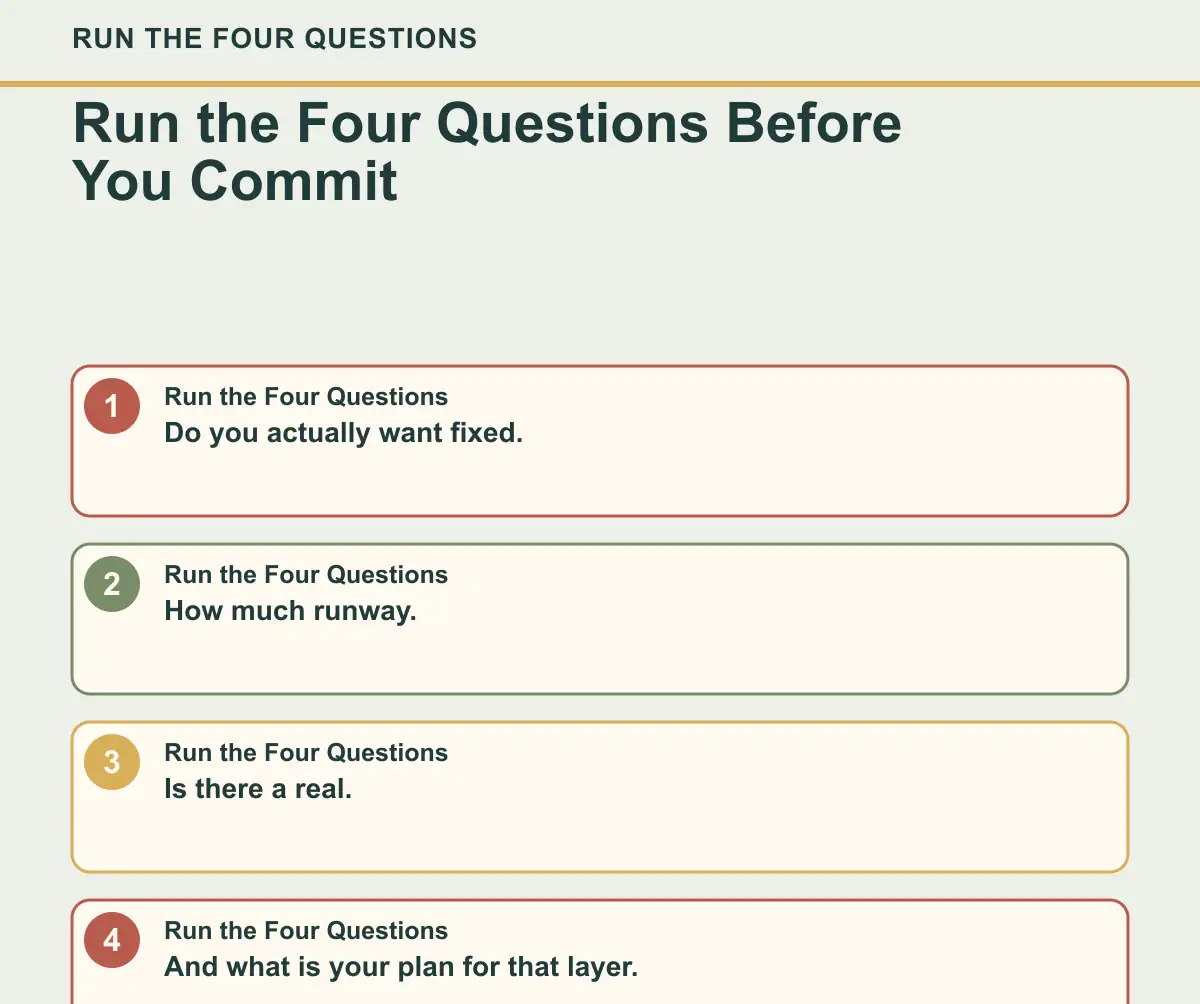 RUN THE FOUR QUESTIONS
Run the Four Questions Before
You Commit
1
Run the Four Questions
Do you actually want fixed.
2
Run the Four Questions
How much runway.
3
Run the Four Questions
Is there a real.
4
Run the Four Questions
And what is your plan for that layer.